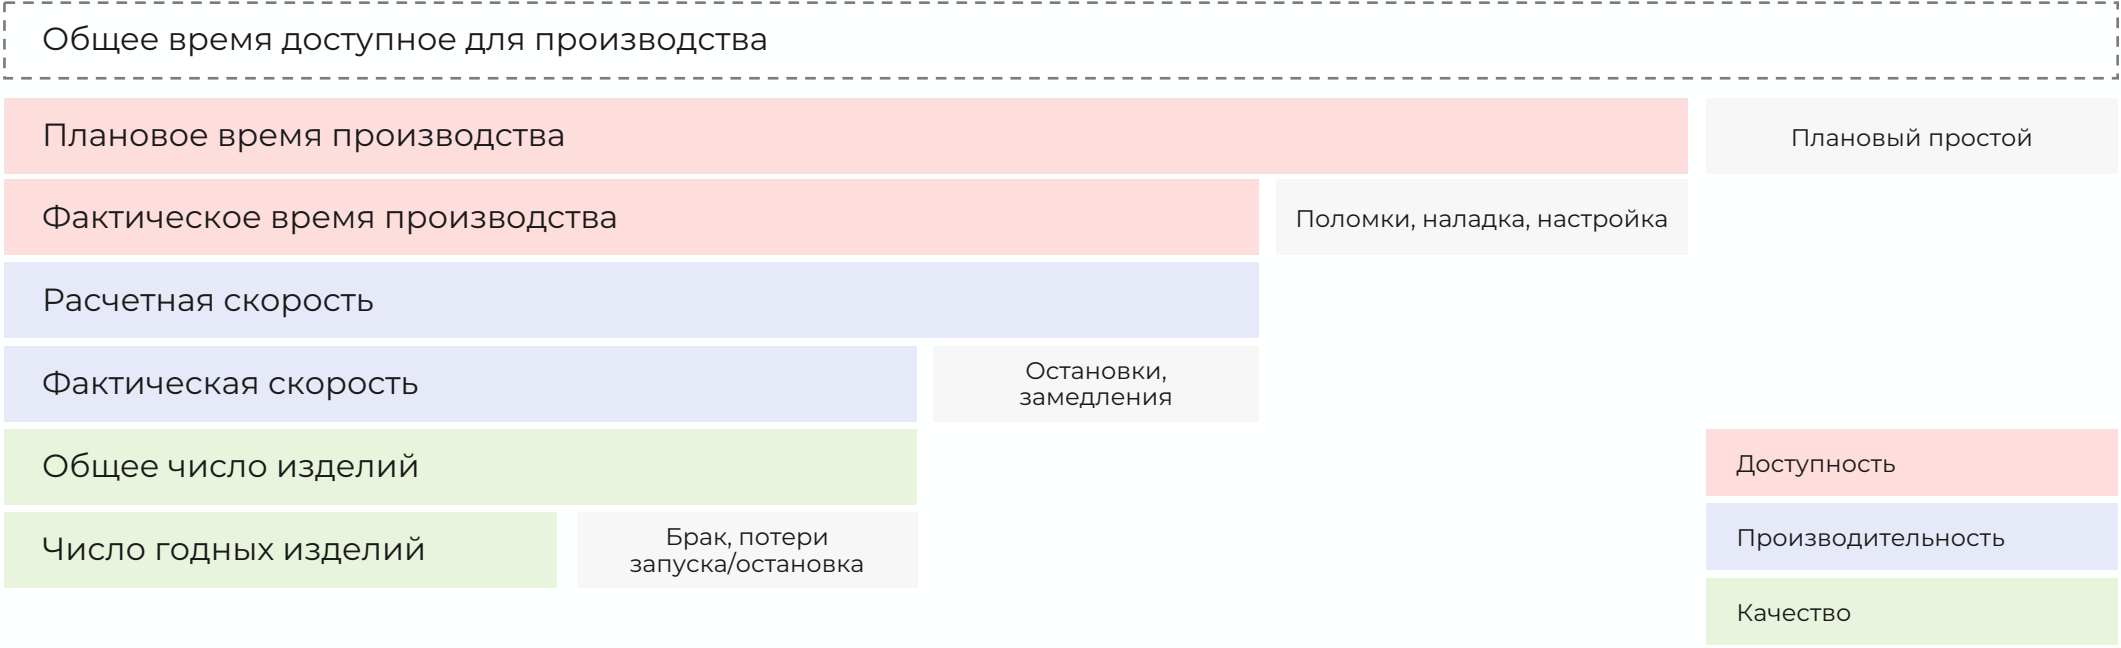 Общее время доступное для производства
Плановое время производства
Плановый простой
Фактическое время производства
Поломки, наладка, настройка
Расчетная скорость
Фактическая скорость
Остановки,
замедления
Общее число изделий
Доступность
Число годных изделий
Брак, потери
запуска/остановка
Производительность
Качество